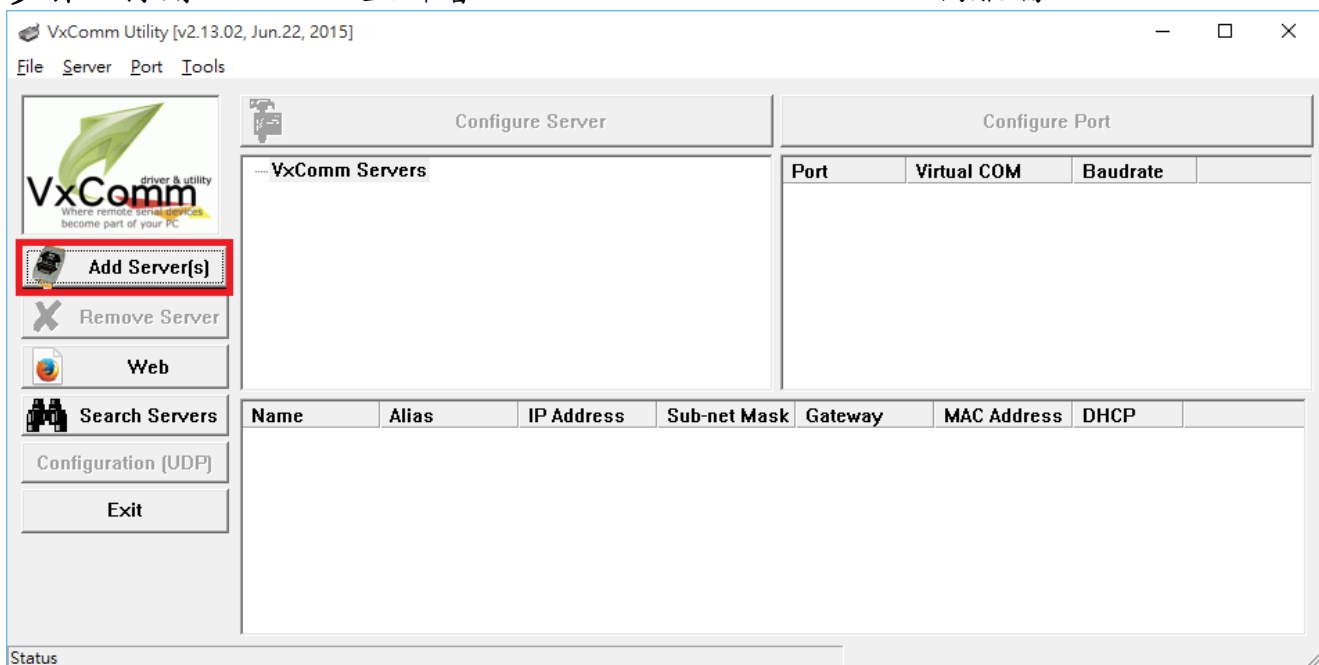 VxComm Utility [v2.13.02, Jun.22, 2015]
File Server Port Tools
VxComm
driver & utility
Where remote serial devices
become part of your PC
Configure Server
Configure Port
VxComm Servers
Port Virtual COM Baudrate
Add Server(s)
Remove Server
Web
Search Servers
Configuration (UDP)
Exit
Name Alias IP Address Sub-net Mask Gateway MAC Address DHCP
Status